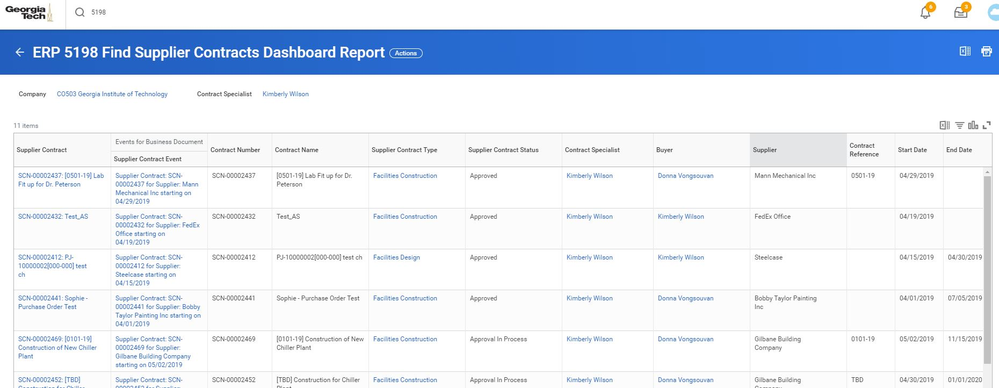 Georgia
Tech
5198
6
3
ERP 5198 Find Supplier Contracts Dashboard Report Actions
Company CO503 Georgia Institute of Technology Contract Specialist Kimberly Wilson
11 items
Supplier Contract
Events for Business Document
Supplier Contract Event
Contract Number
Contract Name
Supplier Contract Type
Supplier Contract Status
Contract Specialist
Buyer
Supplier
Contract
Reference
Start Date
End Date
SCN-00002437: [0501-19] Lab
Fit up for Dr. Peterson
Supplier Contract: SCN-
00002437 for Supplier: Mann
Mechanical Inc starting on
04/29/2019
SCN-00002437
[0501-19] Lab Fit up for Dr.
Peterson
Facilities Construction
Approved
Kimberly Wilson
Donna Vongsouvan
Mann Mechanical Inc
0501-19
04/29/2019
SCN-00002432: Test_AS
Supplier Contract: SCN-
00002432 for Supplier: FedEx
Office starting on
04/19/2019
SCN-00002432
Test_AS
Facilities Construction
Approved
Kimberly Wilson
Kimberly Wilson
FedEx Office
04/19/2019
SCN-00002412: PJ-
10000002[000-000] test
ch
Supplier Contract: SCN-
00002412 for Supplier:
Steelcase starting on
04/15/2019
SCN-00002412
PJ-10000002[000-000] test ch
Facilities Design
Approved
Kimberly Wilson
Kimberly Wilson
Steelcase
04/15/2019
04/30/2019
SCN-00002441: Sophie -
Purchase Order Test
Supplier Contract: SCN-
00002441 for Supplier: Bobby
Taylor Painting Inc starting on
04/01/2019
SCN-00002441
Sophie - Purchase Order Test
Facilities Construction
Approved
Kimberly Wilson
Donna Vongsouvan
Bobby Taylor Painting
Inc
04/01/2019
07/05/2019
SCN-00002469: [0101-19]
Construction of New Chiller
Plant
Supplier Contract: SCN-
00002469 for Supplier:
Gilbane Building Company
starting on 05/02/2019
SCN-00002469
[0101-19] Construction of New
Chiller Plant
Facilities Construction
Approval In Process
Kimberly Wilson
Donna Vongsouvan
Gilbane Building
Company
0101-19
05/02/2019
11/15/2019
SCN-00002452: [TBD]
Construction for Chiller
Supplier Contract: SCN-
00002452 for Supplier:
SCN-00002452
[TBD] Construction for Chiller
Plant
Facilities Construction
Approval In Process
Kimberly Wilson
Donna Vongsouvan
Gilbane Building
Company
TBD
04/30/2019
01/01/2020